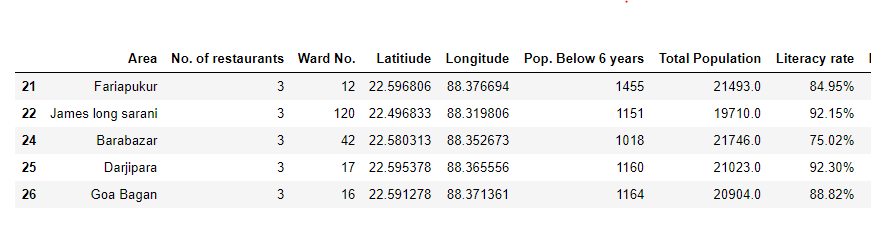 Area No. of restaurants Ward No. Latitiude Longitude Pop. Below 6 years Total Population Literacy rate
21 Fariapukur 3 12 22.596806 88.376694 1455 21493.0 84.95%
22 James long sarani 3 120 22.496833 88.319806 1151 19710.0 92.15%
24 Barabazar 3 42 22.580313 88.352673 1018 21746.0 75.02%
25 Darjipara 3 17 22.595378 88.365556 1160 21023.0 92.30%
26 Goa Bagan 3 16 22.591278 88.371361 1164 20904.0 88.82%